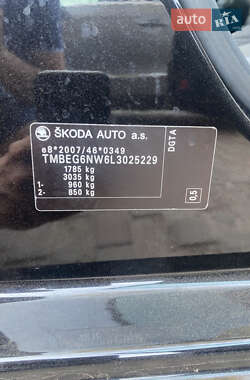 RIA.com
ŠKODA AUTO a.s.
e8*2007/46*0349
TMBEG6NW6L3025229
1785 kg
3035 kg
1- 960 kg
2- 850 kg
DGTA
0,5